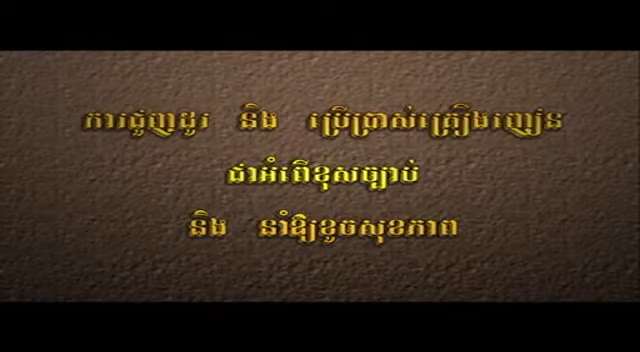 ការជួញដូរ និង ប្រើប្រាស់គ្រឿងញៀន
ជាអំពើខុសច្បាប់
និង នាំឱ្យខូចសុខភាព